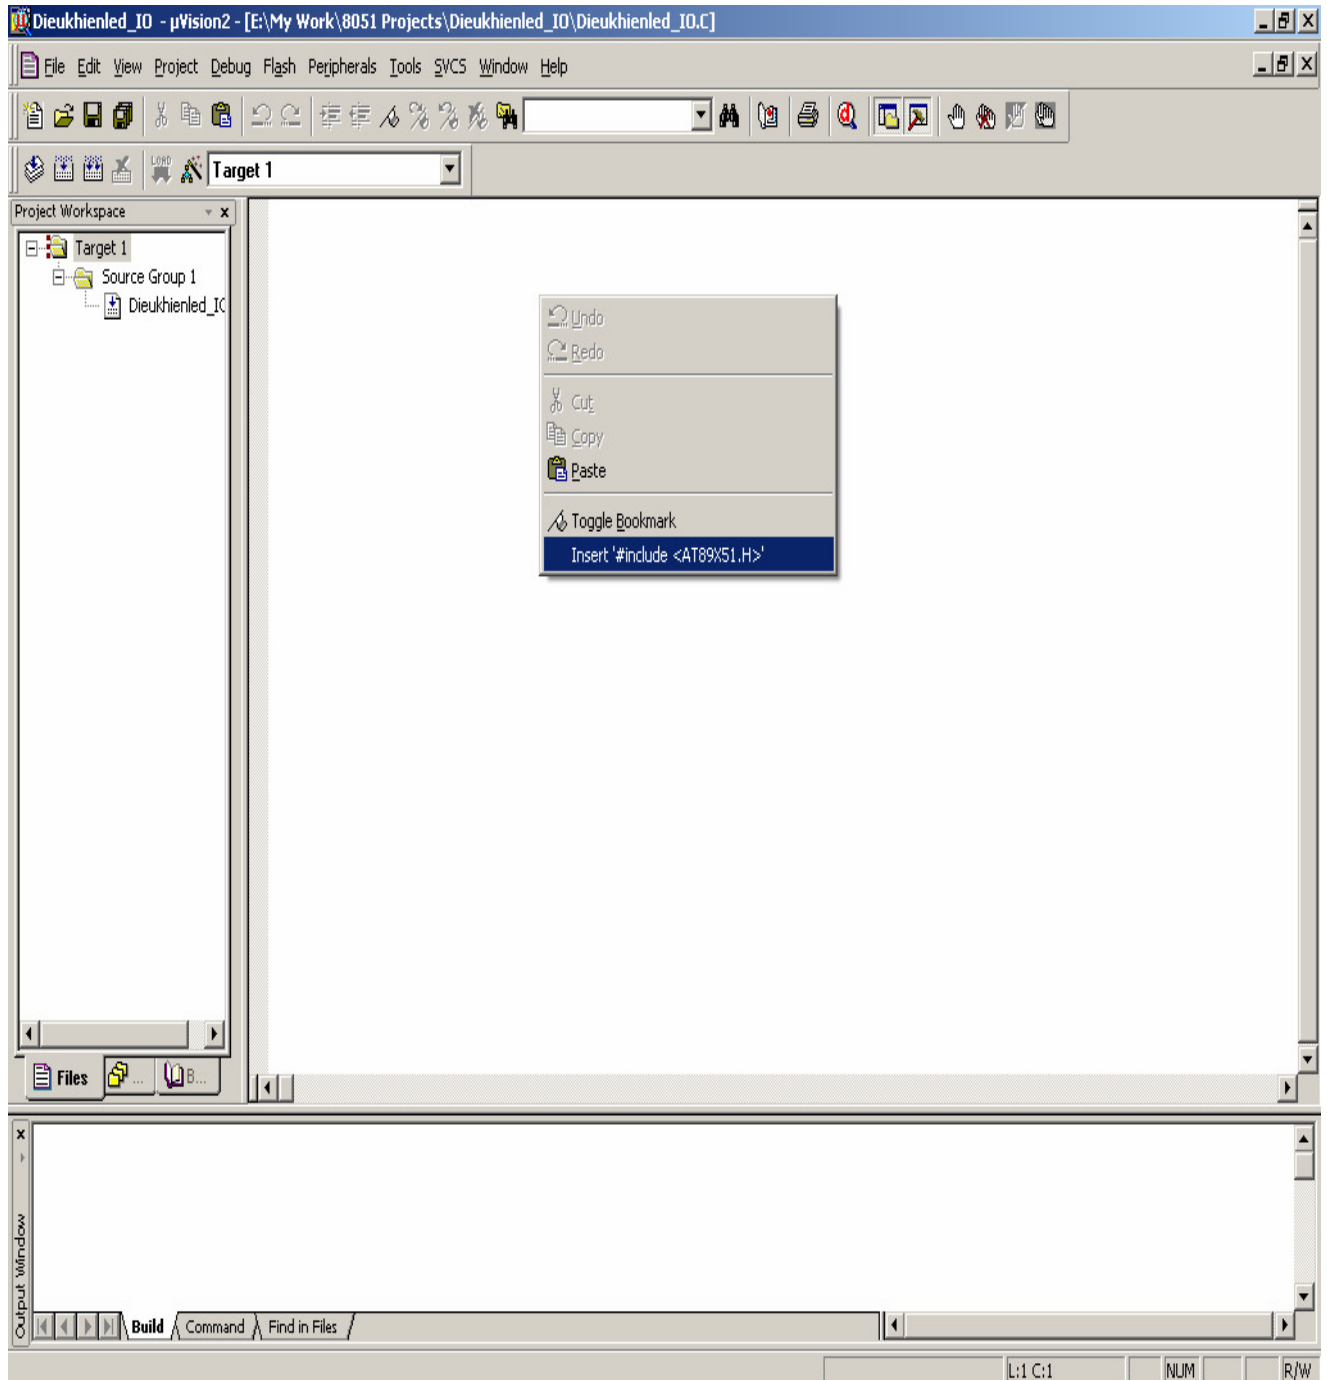 Dieukhienled_IO - µVision2 - [E:\My Work\8051 Projects\Dieukhienled_IO\Dieukhienled_IO.C]
File Edit View Project Debug Flash Peripherals Tools SVCS Window Help
LOAD
Target 1
Project Workspace
Target 1
Source Group 1
Dieukhienled_IC
Undo
Redo
Cut
Copy
Paste
Toggle Bookmark
Insert '#include <AT89X51.H>'
Files ... B...
Output Window
Build Command Find in Files
L:1 C:1 NUM R/W